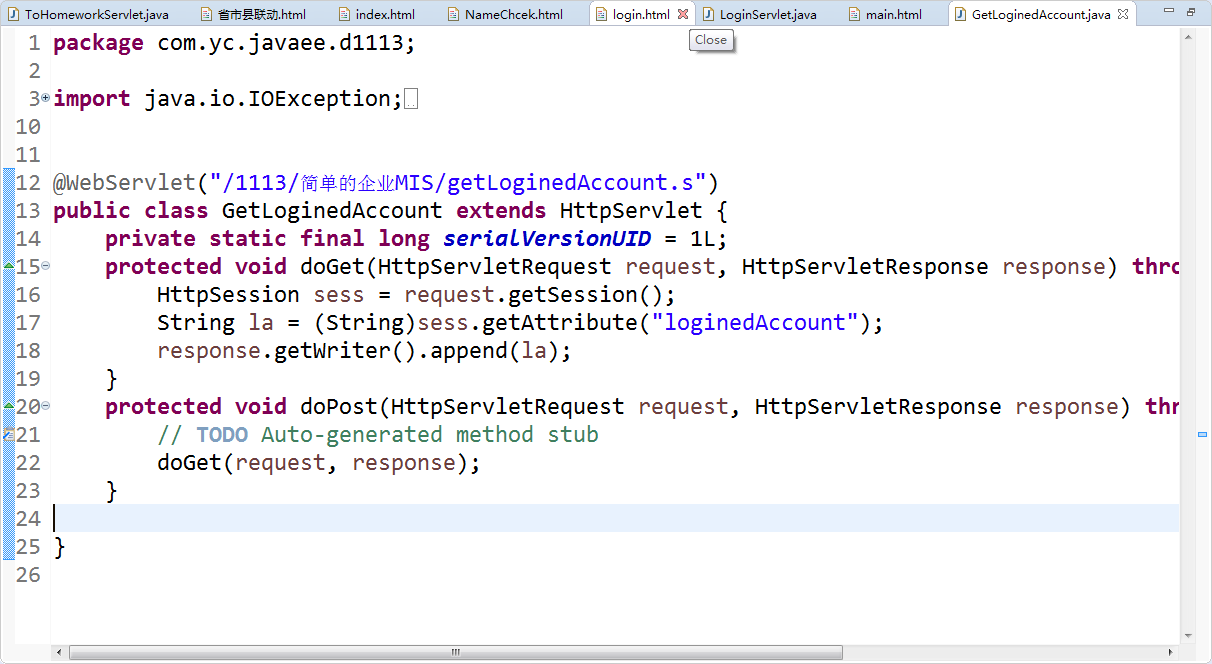 ToHomeworkServlet.java 省市县联动.html index.html NameChcek.html login.html LoginServlet.java main.html GetLoginedAccount.java
Close
1 package com.yc.javaee.d1113;
2
3 import java.io.IOException;
10
11
12 @WebServlet("/1113/简单的企业MIS/getLoginedAccount.s")
13 public class GetLoginedAccount extends HttpServlet {
14 private static final long serialVersionUID = 1L;
15 protected void doGet(HttpServletRequest request, HttpServletResponse response) thro
16 HttpSession sess = request.getSession();
17 String la = (String)sess.getAttribute("loginedAccount");
18 response.getWriter().append(la);
19 }
20 protected void doPost(HttpServletRequest request, HttpServletResponse response) thr
21 // TODO Auto-generated method stub
22 doGet(request, response);
23 }
24
25 }
26